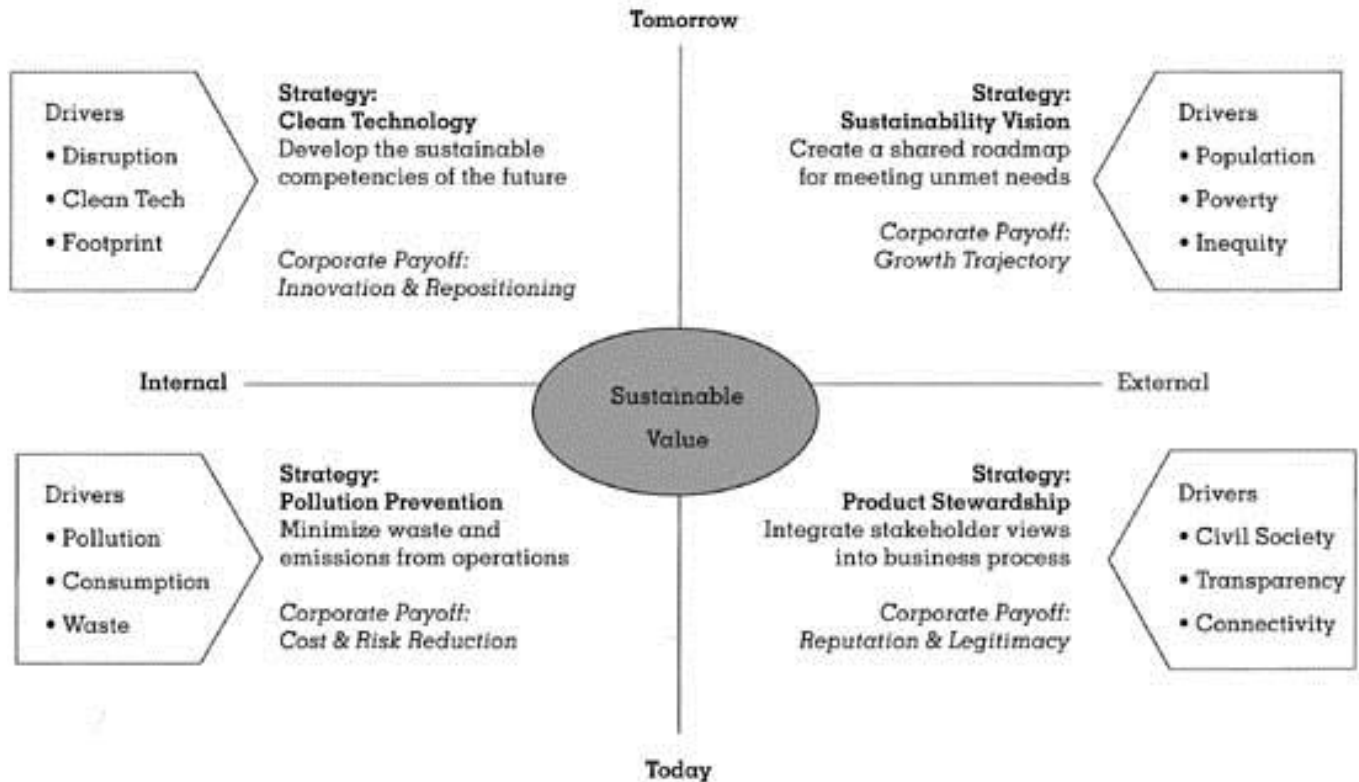 Tomorrow
Drivers
• Disruption
• Clean Tech
• Footprint
Strategy:
Clean Technology
Develop the sustainable
competencies of the future
Corporate Payoff:
Innovation & Repositioning
Strategy:
Sustainability Vision
Create a shared roadmap
for meeting unmet needs
Corporate Payoff:
Growth Trajectory
Drivers
• Population
• Poverty
• Inequity
Internal
Sustainable
Value
External
Drivers
• Pollution
• Consumption
• Waste
Strategy:
Pollution Prevention
Minimize waste and
emissions from operations
Corporate Payoff:
Cost & Risk Reduction
Strategy:
Product Stewardship
Integrate stakeholder views
into business process
Corporate Payoff:
Reputation & Legitimacy
Drivers
• Civil Society
• Transparency
• Connectivity
Today